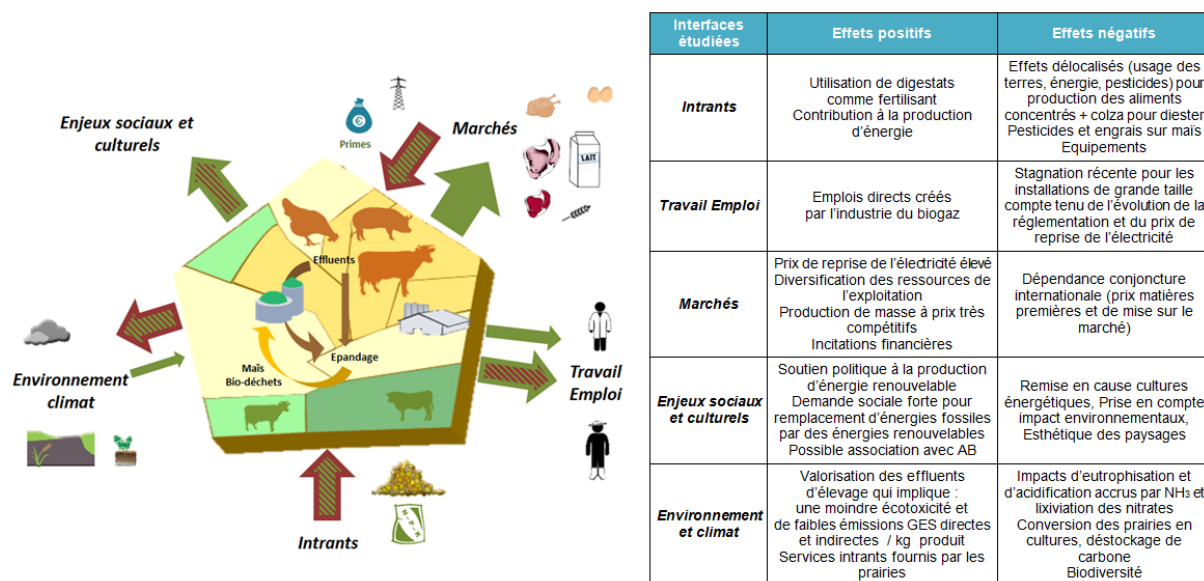 Enjeux sociaux et
culturels
Primes
Marchés
LAIT
Effluents
Epandage
Maïs
Bio-déchets
Environnement
climat
Travail
Emploi
Intrants
Interfaces
étudiées
Effets positifs
Effets négatifs
Intrants
Utilisation de digestats
comme fertilisant
Contribution à la production
d'énergie
Effets délocalisés (usage des
terres, énergie, pesticides) pour
production des aliments
concentrés + colza pour diester
Pesticides et engrais sur maïs
Equipements
Travail Emploi
Emplois directs créés
par l'industrie du biogaz
Stagnation récente pour les
installations de grande taille
compte tenu de l'évolution de la
réglementation et du prix de
reprise de l'électricité
Marchés
Prix de reprise de l'électricité élevé
Diversification des ressources de
l'exploitation
Production de masse à prix très
compétitifs
Incitations financières
Dépendance conjoncture
internationale (prix matières
premières et de mise sur le
marché)
Enjeux sociaux
et culturels
Soutien politique à la production
d'énergie renouvelable
Demande sociale forte pour
remplacement d'énergies fossiles
par des énergies renouvelables
Possible association avec AB
Remise en cause cultures
énergétiques, Prise en compte
impact environnementaux,
Esthétique des paysages
Environnement
et climat
Valorisation des effluents
d'élevage qui implique :
une moindre écotoxicité et
de faibles émissions GES directes
et indirectes / kg produit
Services intrants fournis par les
prairies
Impacts d'eutrophisation et
d'acidification accrus par NH₃ et
lixiviation des nitrates
Conversion des prairies en
cultures, déstockage de
carbone
Biodiversité